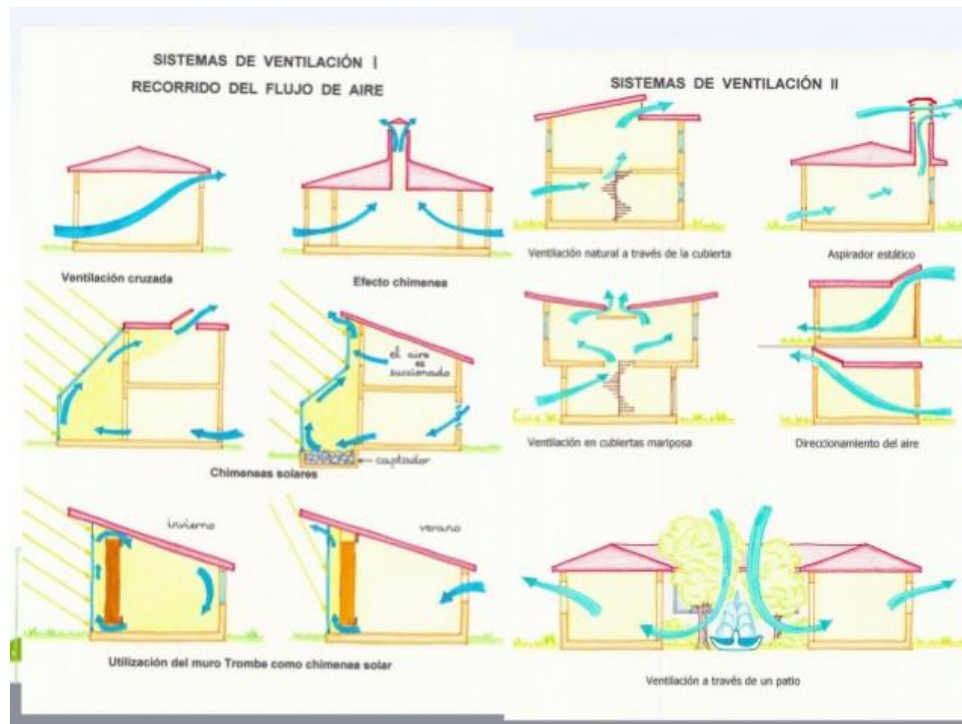 SISTEMAS DE VENTILACIÓN I
RECORRIDO DEL FLUJO DE AIRE
Ventilación cruzada
Efecto chimenea
el aire
es
succionado
captador
Chimeneas solares
invierno
verano
Utilización del muro Trombe como chimenea solar
SISTEMAS DE VENTILACIÓN II
Ventilación natural a través de la cubierta
Aspirador estático
Ventilación en cubiertas mariposa
Direccionamiento del aire
Ventilación a través de un patio